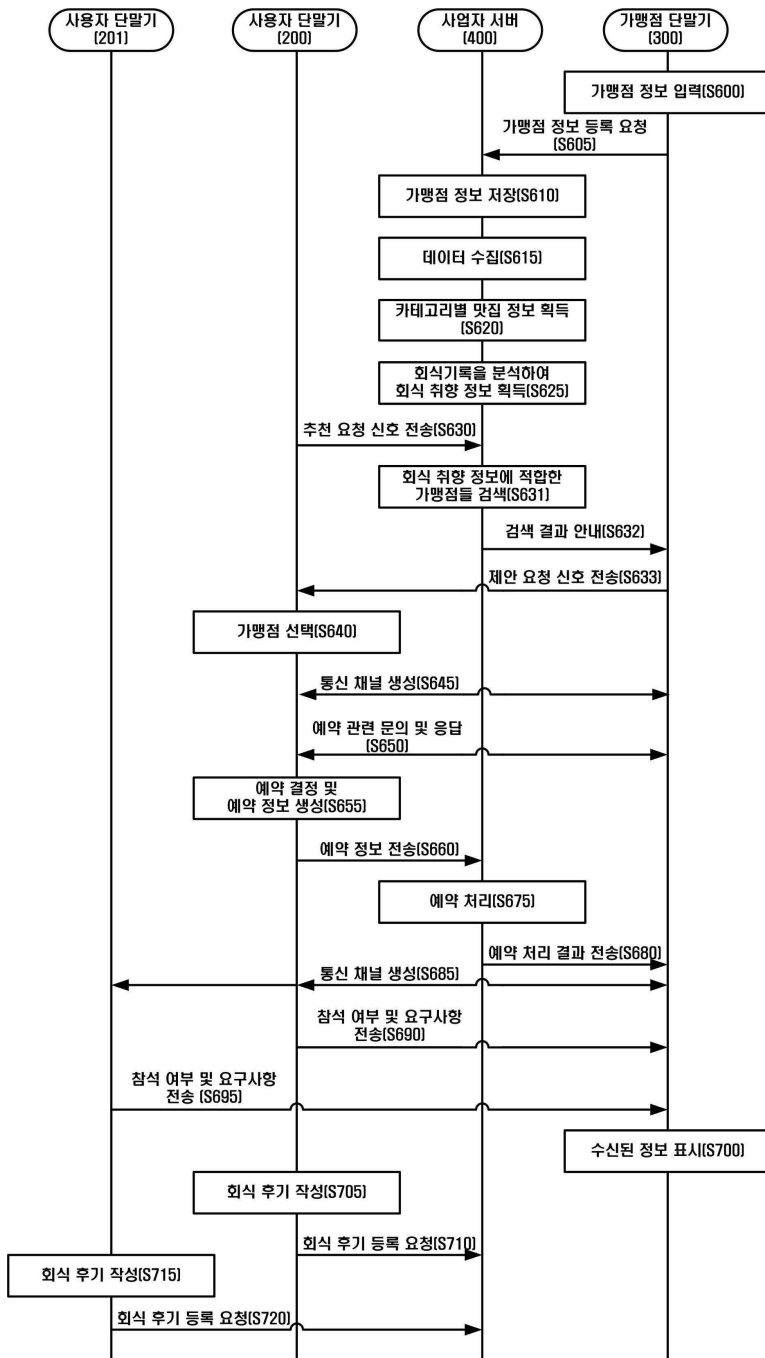 사용자 단말기
(201)
사용자 단말기
(200)
사업자 서버
(400)
가맹점 단말기
(300)
가맹점 정보 입력(S600)
가맹점 정보 등록 요청
(S605)
가맹점 정보 저장(S610)
데이터 수집(S615)
카테고리별 맛집 정보 획득
(S620)
회식기록을 분석하여
회식 취향 정보 획득(S625)
추천 요청 신호 전송(S630)
회식 취향 정보에 적합한
가맹점들 검색(S631)
검색 결과 안내(S632)
제안 요청 신호 전송(S633)
가맹점 선택(S640)
통신 채널 생성(S645)
예약 관련 문의 및 응답
(S650)
예약 결정 및
예약 정보 생성(S655)
예약 정보 전송(S660)
예약 처리(S675)
예약 처리 결과 전송(S680)
통신 채널 생성(S685)
참석 여부 및 요구사항
전송(S690)
참석 여부 및 요구사항
전송 (S695)
수신된 정보 표시(S700)
회식 후기 작성(S705)
회식 후기 등록 요청(S710)
회식 후기 작성(S715)
회식 후기 등록 요청(S720)